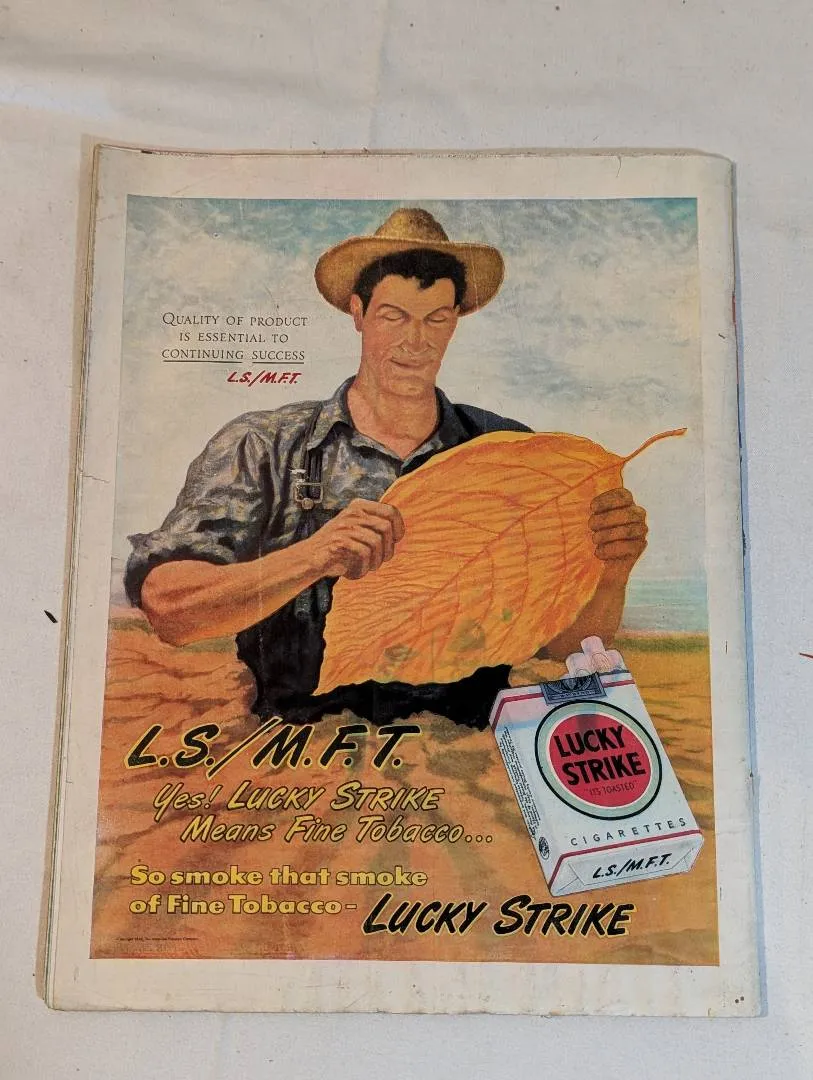 QUALITY OF PRODUCT
IS ESSENTIAL TO
CONTINUING SUCCESS
L.S./M.F.T.
L.S./M.F.T.
Yes! LUCKY STRIKE
Means Fine Tobacco...
So smoke that smoke
of Fine Tobacco – LUCKY STRIKE
LUCKY
STRIKE
"IT'S TOASTED"
CIGARETTES
L.S./M.F.T.